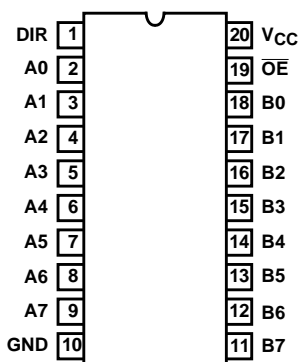 DIR 1 20 VCC
A0 2 19 OE
A1 3 18 B0
A2 4 17 B1
A3 5 16 B2
A4 6 15 B3
A5 7 14 B4
A6 8 13 B5
A7 9 12 B6
GND 10 11 B7